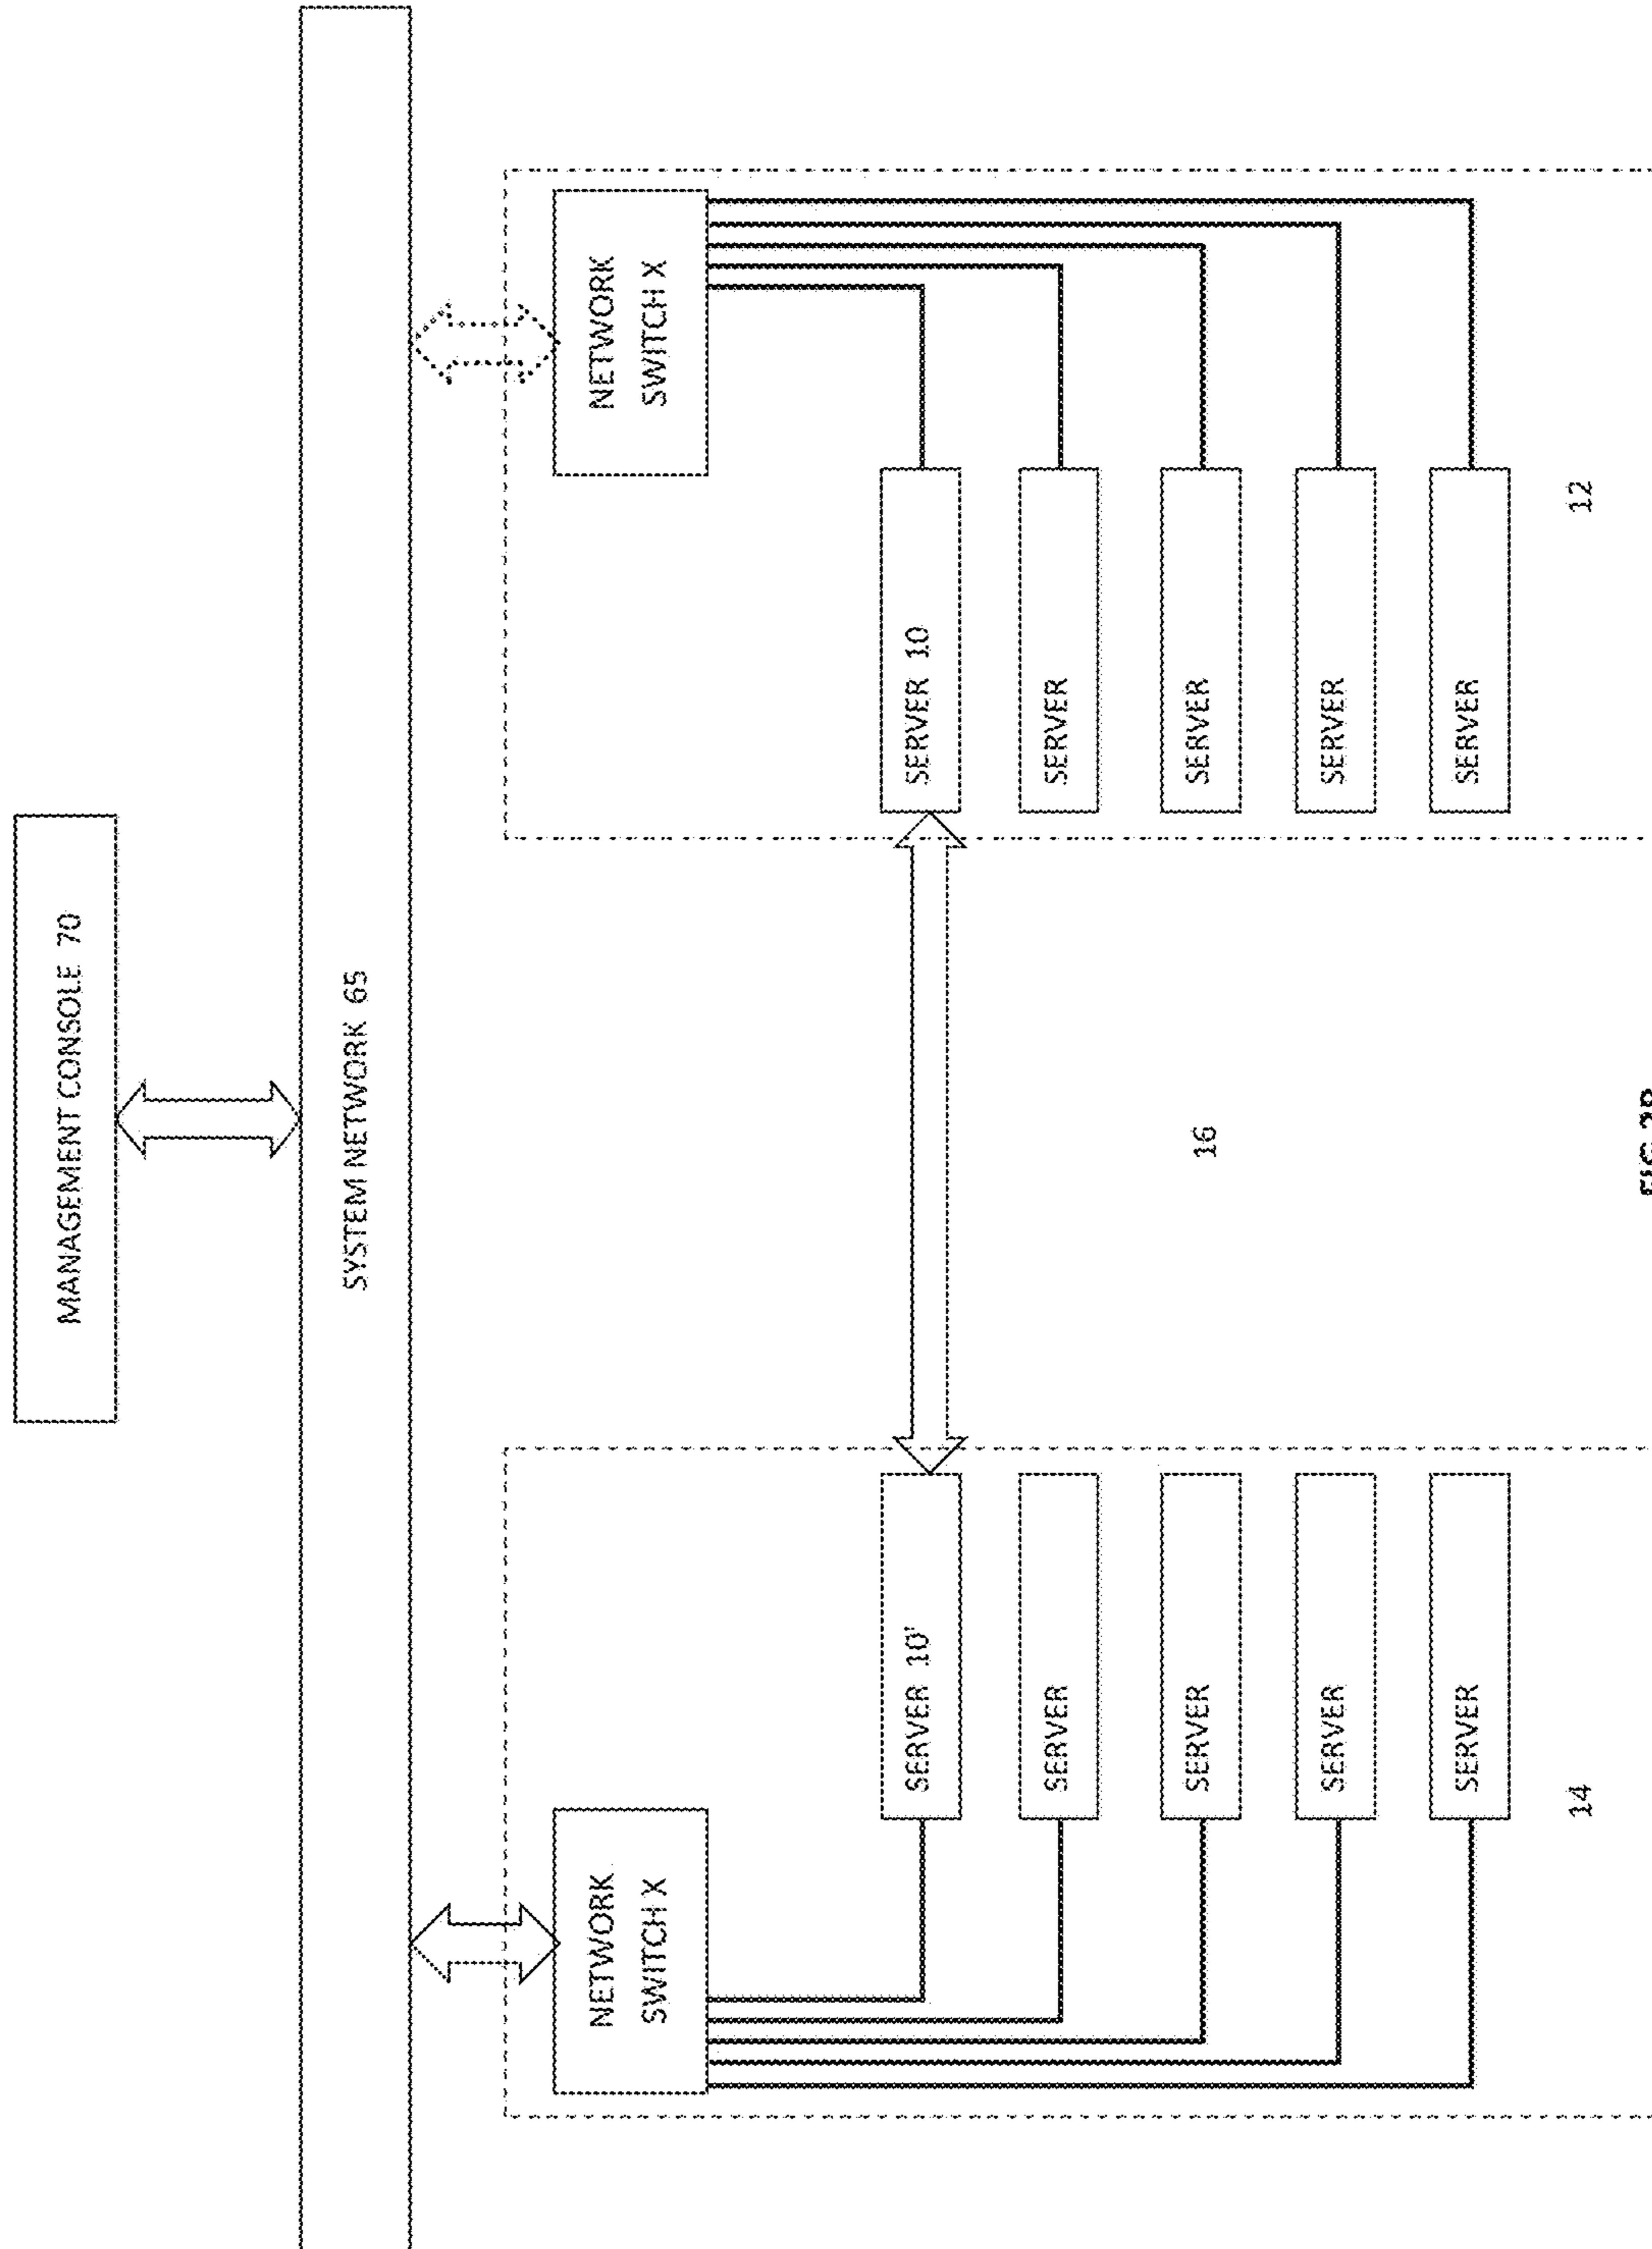 MANAGEMENT CONSOLE 70
SYSTEM NETWORK 65
NETWORK
SWITCH X
NETWORK
SWITCH X
SERVER 10'
SERVER 10
SERVER
SERVER
SERVER
16
SERVER
SERVER
SERVER
SERVER
SERVER
14
12